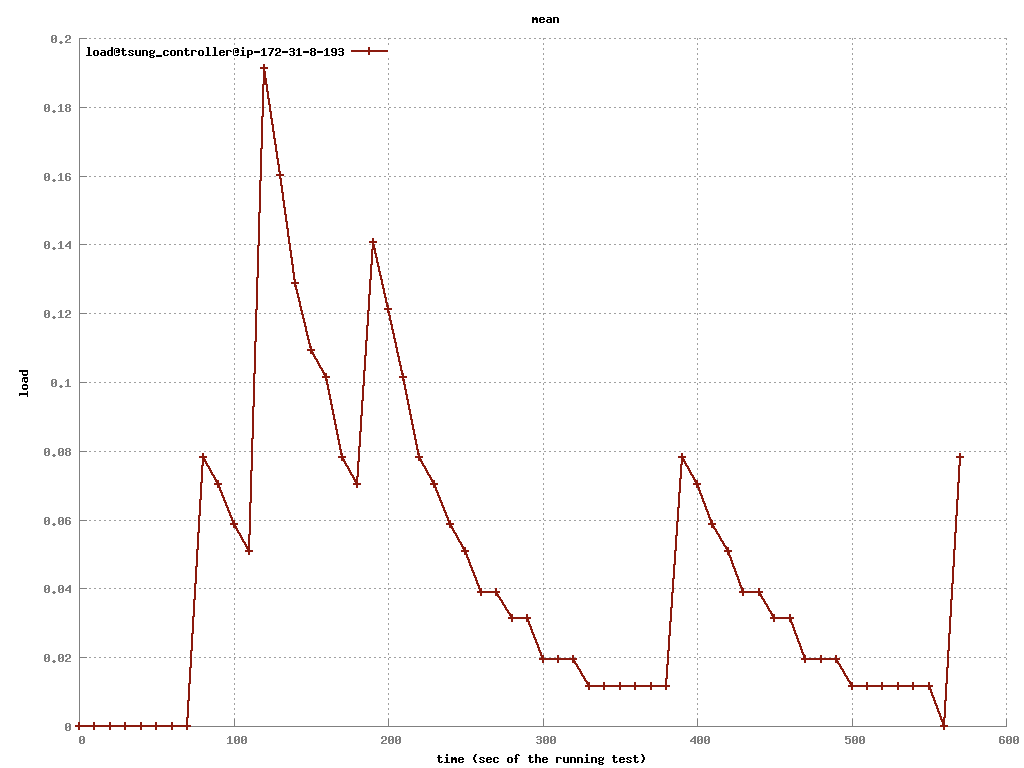 mean
load@tsung_controller@ip-172-31-8-193
0.2
0.18
0.16
0.14
0.12
0.1
0.08
0.06
0.04
0.02
0
load
0 100 200 300 400 500 600
time (sec of the running test)